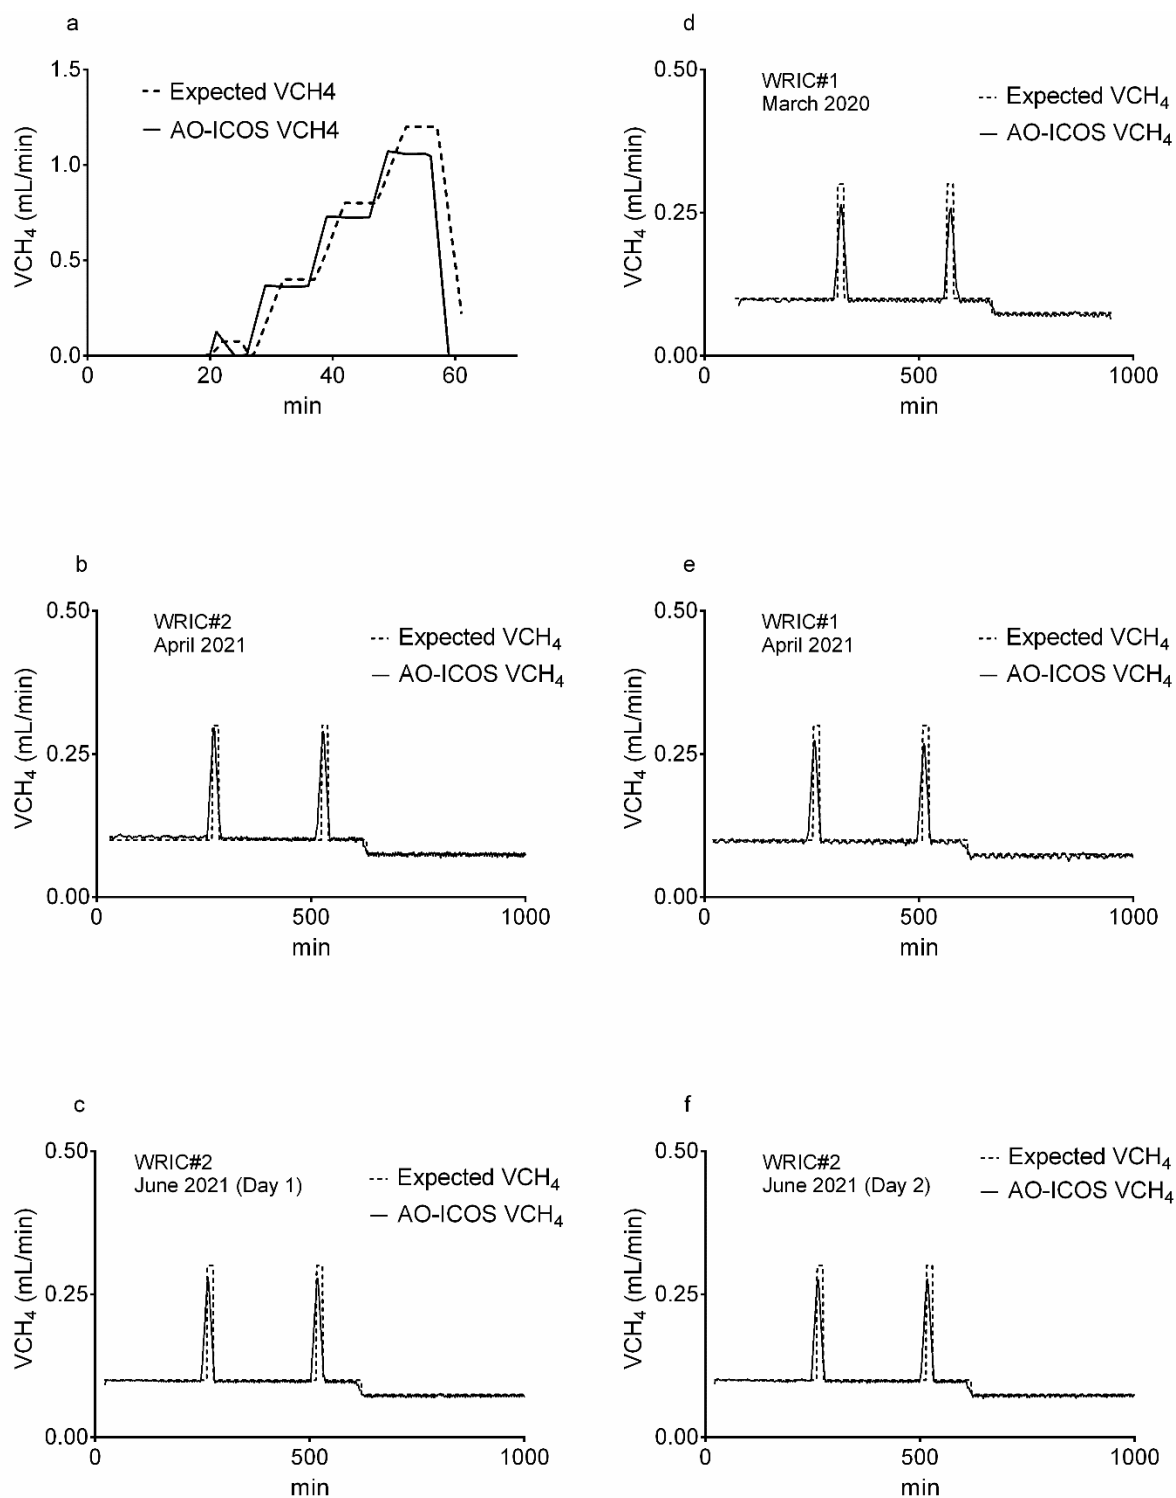 a
1.5
1.0
0.5
0.0
VCH₄ (mL/min)
Expected VCH4
AO-ICOS VCH4
0 20 40 60
min
d
0.50
0.25
0.00
VCH₄ (mL/min)
WRIC#1
March 2020
Expected VCH₄
AO-ICOS VCH₄
0 500 1000
min
b
0.50
0.25
0.00
VCH₄ (mL/min)
WRIC#2
April 2021
Expected VCH₄
AO-ICOS VCH₄
0 500 1000
min
e
0.50
0.25
0.00
VCH₄ (mL/min)
WRIC#1
April 2021
Expected VCH₄
AO-ICOS VCH₄
0 500 1000
min
c
0.50
0.25
0.00
VCH₄ (mL/min)
WRIC#2
June 2021 (Day 1)
Expected VCH₄
AO-ICOS VCH₄
0 500 1000
min
f
0.50
0.25
0.00
VCH₄ (mL/min)
WRIC#2
June 2021 (Day 2)
Expected VCH₄
AO-ICOS VCH₄
0 500 1000
min